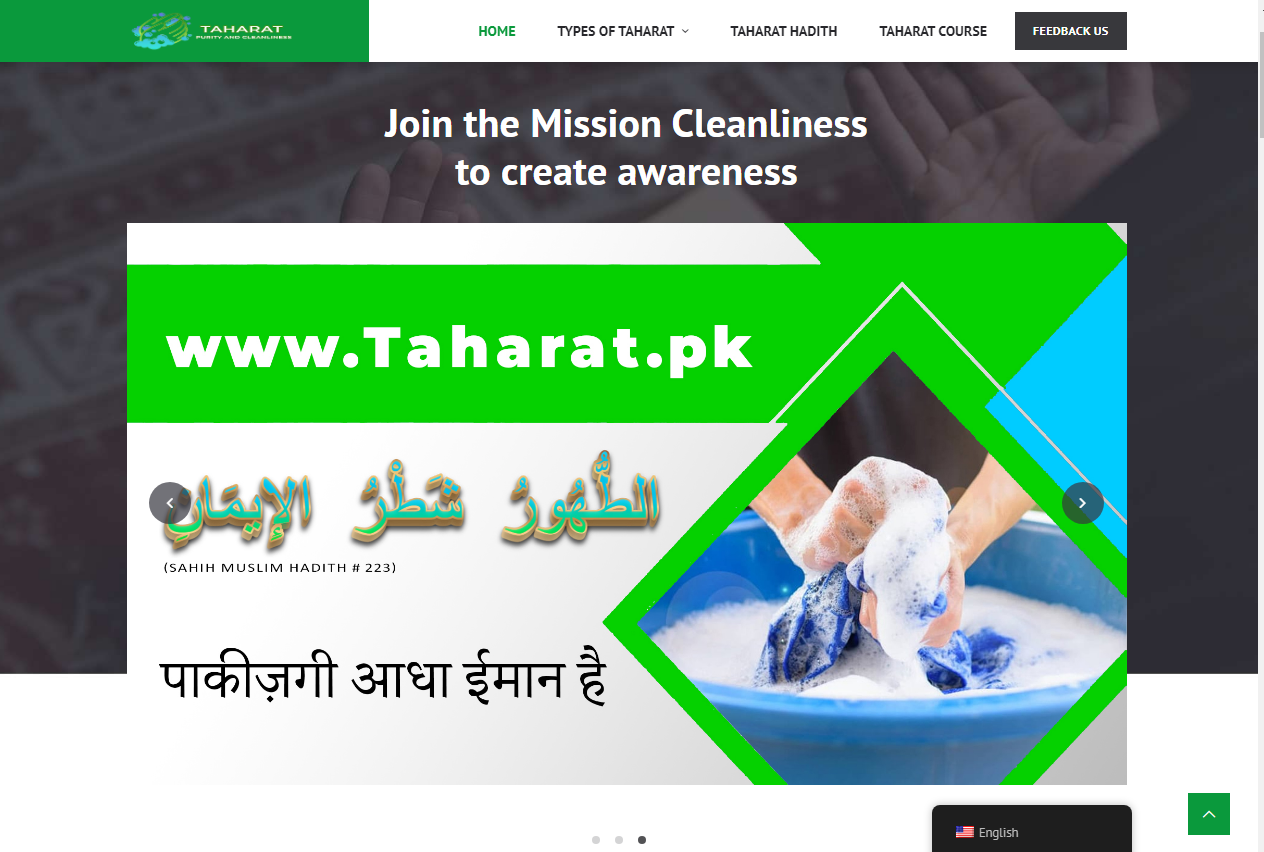 TAHARAT
PURITY AND CLEANLINESS
HOME
TYPES OF TAHARAT
TAHARAT HADITH
TAHARAT COURSE
FEEDBACK US
Join the Mission Cleanliness
to create awareness
www.Taharat.pk
الطُّهُورُ شَطْرُ الإِيمَانِ
(SAHIH MUSLIM HADITH # 223)
पाकीज़गी आधा ईमान है
English